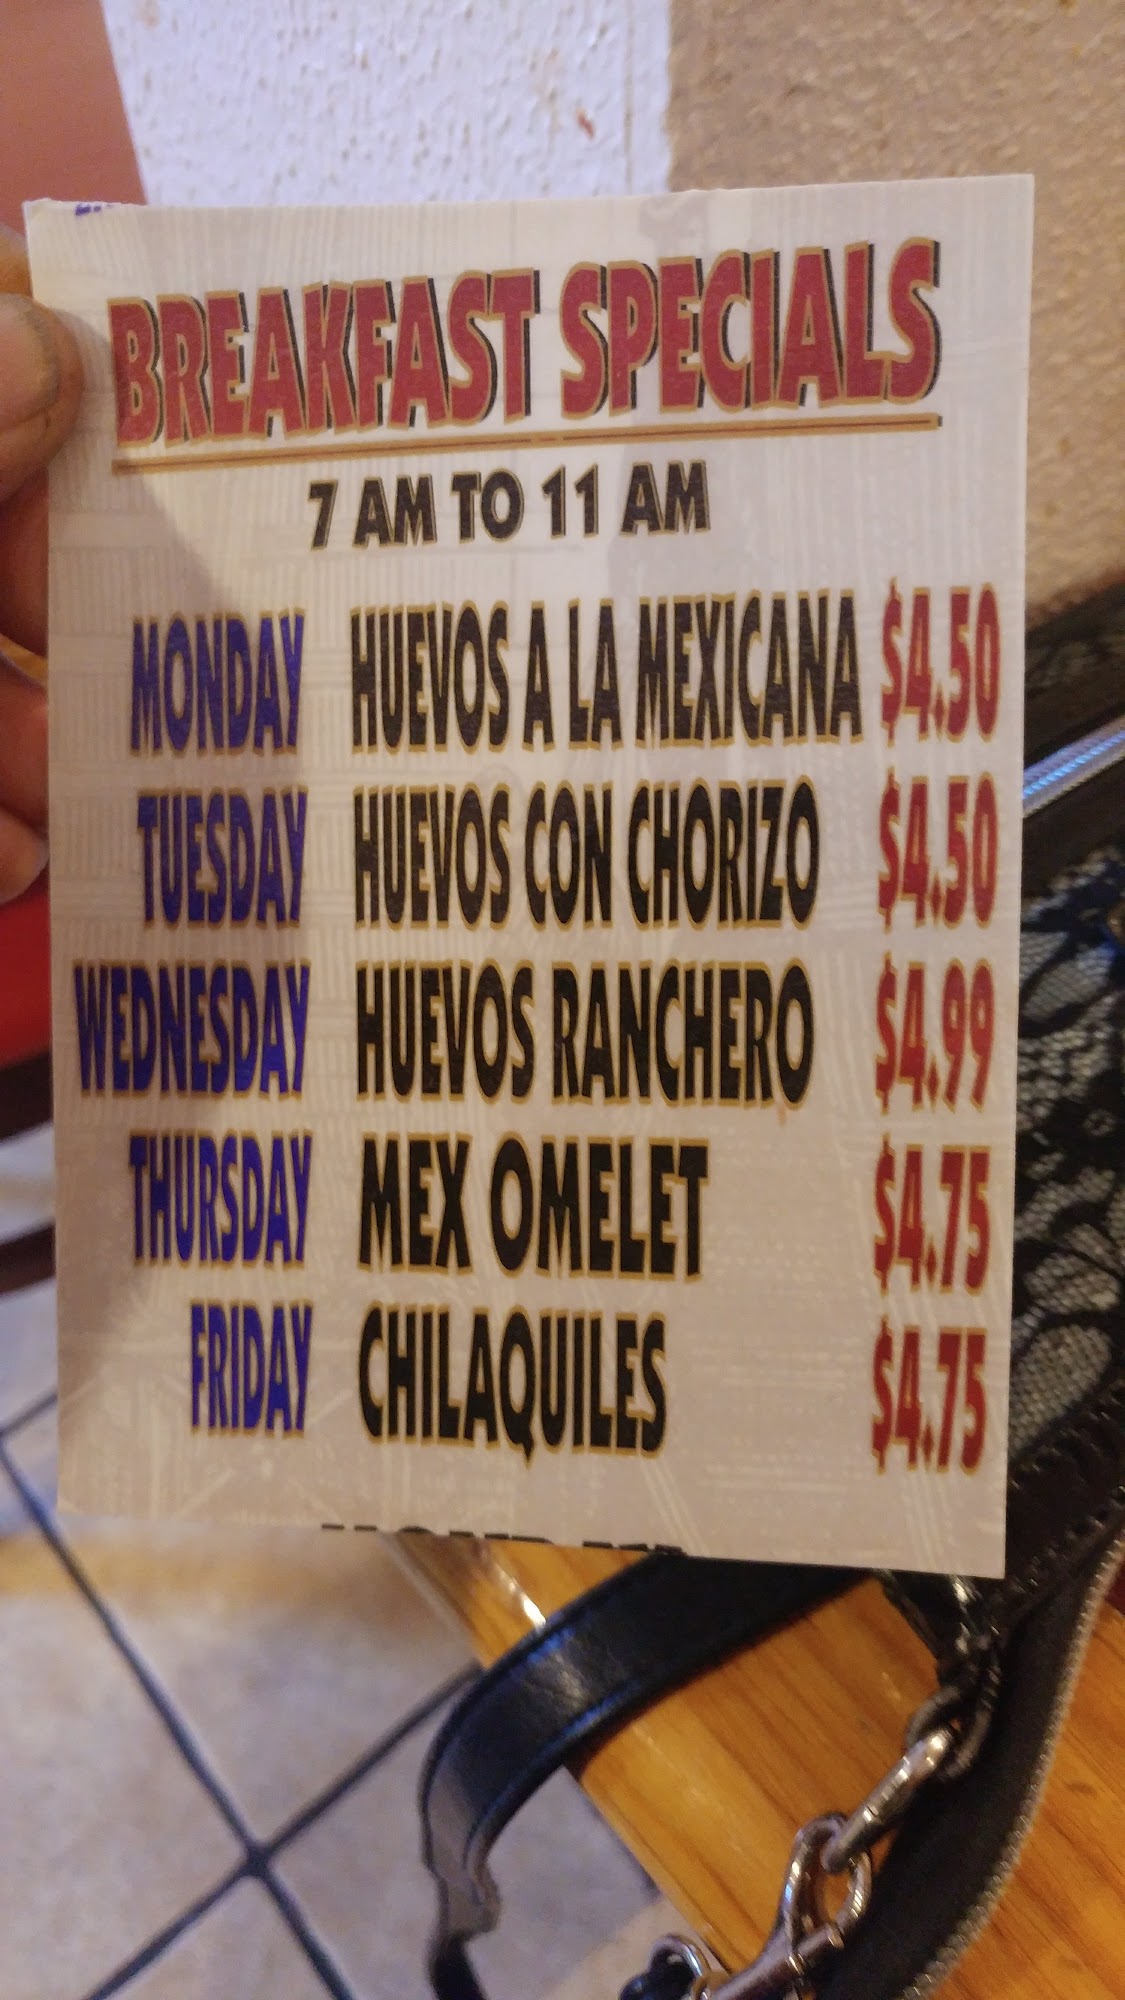 BREAKFAST SPECIALS
7 AM TO 11 AM
MONDAY HUEVOS A LA MEXICANA $4.50
TUESDAY HUEVOS CON CHORIZO $4.50
WEDNESDAY HUEVOS RANCHERO $4.99
THURSDAY MEX OMELET $4.75
FRIDAY CHILAQUILES $4.75